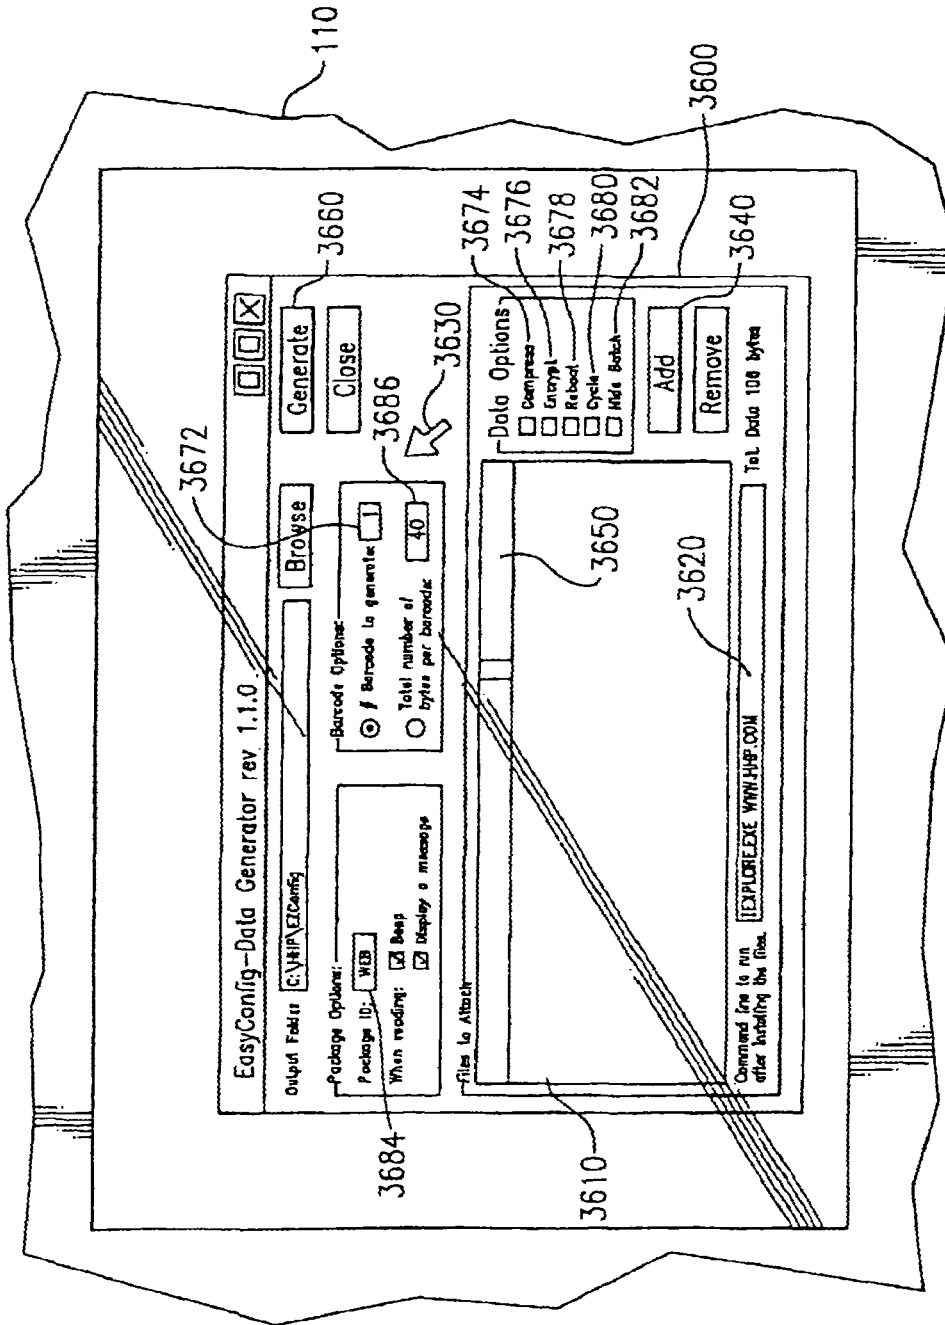 110
3600
EasyConfig-Data Generator rev 1.1.0
Output Folder C:\HHP\EZConfig Browse Generate
3660
Close
3672
3686
3630
Package Options:
Package ID: WEB
When reading: Beep
Display a message
3684
Barcode Options:
# Barcode to generate: 1
Total number of
bytes per barcode: 40
Files to Attach
3610
3650
Data Options
Compress
Encrypt
Reboot
Cycle
Hide Batch
3674
3676
3678
3680
3682
3640
Add
Remove
Command line to run
after installing the files.
IEXPLORE.EXE WWW.HHP.COM
3620
Tot. Data 106 bytes